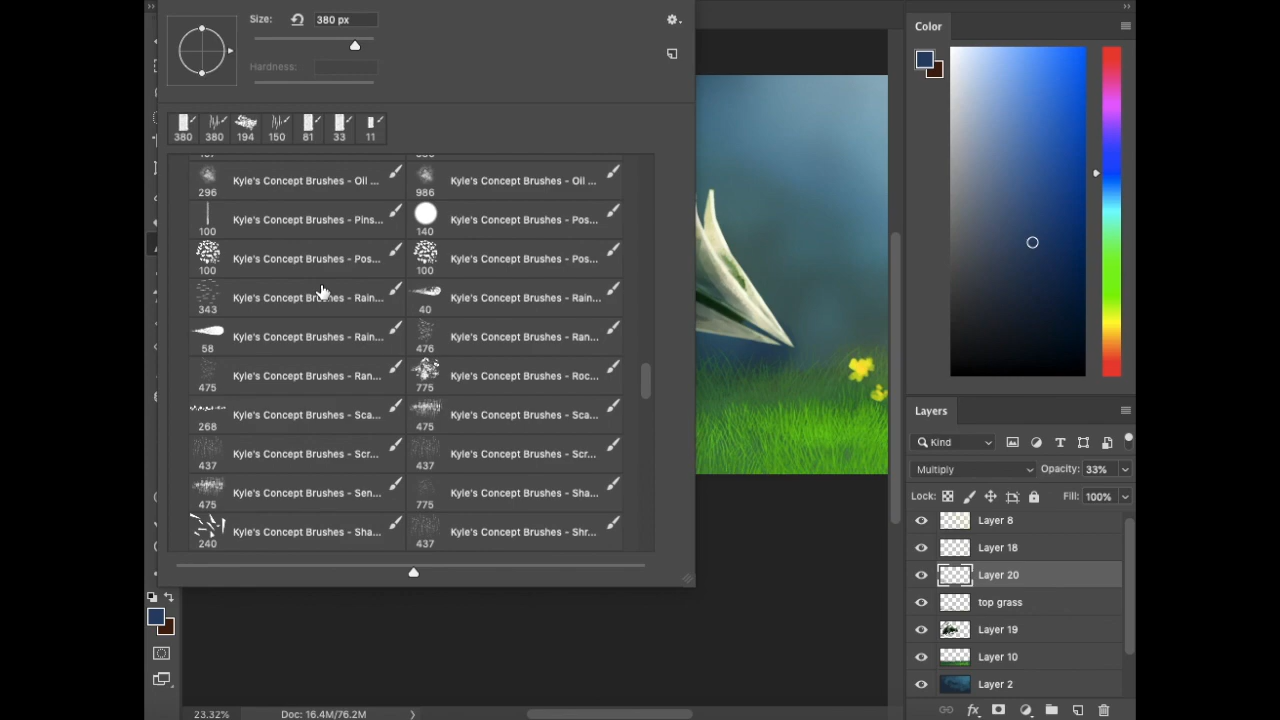 Size: 380 px
Hardness:
380 380 194 150 81 33 11
296 Kyle's Concept Brushes - Oil ... 986 Kyle's Concept Brushes - Oil ...
100 Kyle's Concept Brushes - Pins... 140 Kyle's Concept Brushes - Pos...
100 Kyle's Concept Brushes - Pos... 100 Kyle's Concept Brushes - Pos...
343 Kyle's Concept Brushes - Rain... 40 Kyle's Concept Brushes - Rain...
58 Kyle's Concept Brushes - Rain... 476 Kyle's Concept Brushes - Ran...
475 Kyle's Concept Brushes - Ran... 775 Kyle's Concept Brushes - Roc...
268 Kyle's Concept Brushes - Sca... 475 Kyle's Concept Brushes - Sca...
437 Kyle's Concept Brushes - Scr... 437 Kyle's Concept Brushes - Scr...
475 Kyle's Concept Brushes - Sen... 775 Kyle's Concept Brushes - Sha...
240 Kyle's Concept Brushes - Sha... 437 Kyle's Concept Brushes - Shr...
23.32% Doc: 16.4M/76.2M
Color
Layers
Kind
Multiply Opacity: 33%
Lock: Fill: 100%
Layer 8
Layer 18
Layer 20
top grass
Layer 19
Layer 10
Layer 2
fx